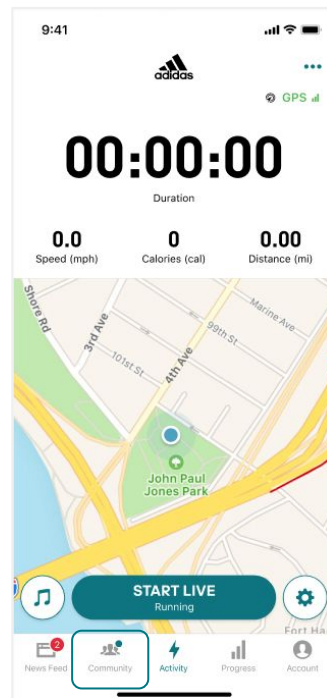 9:41
adidas
GPS
00:00:00
Duration
0.0 0 0.00
Speed (mph) Calories (cal) Distance (mi)
Shore Rd
3rd Ave
101st St
4th Ave
99th St
Marine Ave
John Paul
Jones Park
START LIVE
Running
Fort Ha
2
News Feed Community Activity Progress Account